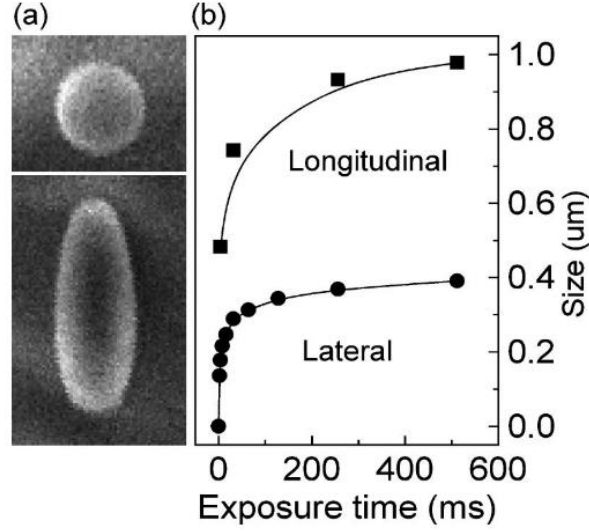 (a)
(b)
Longitudinal
Lateral
1.0
0.8
0.6
0.4
0.2
0.0
Size (um)
0 200 400 600
Exposure time (ms)